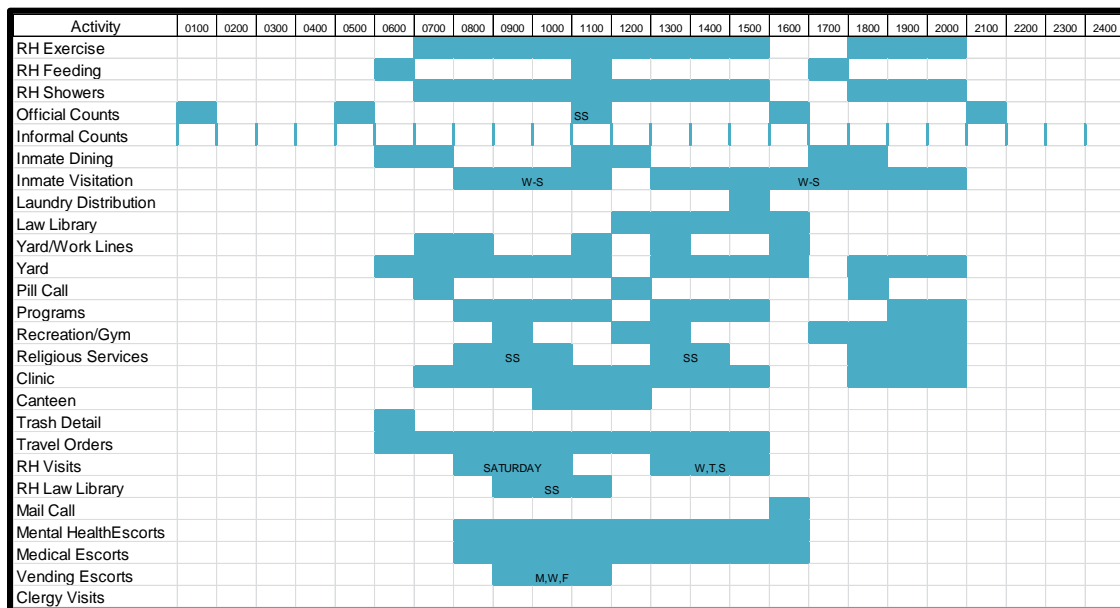 Activity 0100 0200 0300 0400 0500 0600 0700 0800 0900 1000 1100 1200 1300 1400 1500 1600 1700 1800 1900 2000 2100 2200 2300 2400
RH Exercise
RH Feeding
RH Showers
Official Counts SS
Informal Counts
Inmate Dining
Inmate Visitation W-S W-S
Laundry Distribution
Law Library
Yard/Work Lines
Yard
Pill Call
Programs
Recreation/Gym
Religious Services SS SS
Clinic
Canteen
Trash Detail
Travel Orders
RH Visits SATURDAY W,T,S
RH Law Library SS
Mail Call
Mental HealthEscorts
Medical Escorts
Vending Escorts M,W,F
Clergy Visits